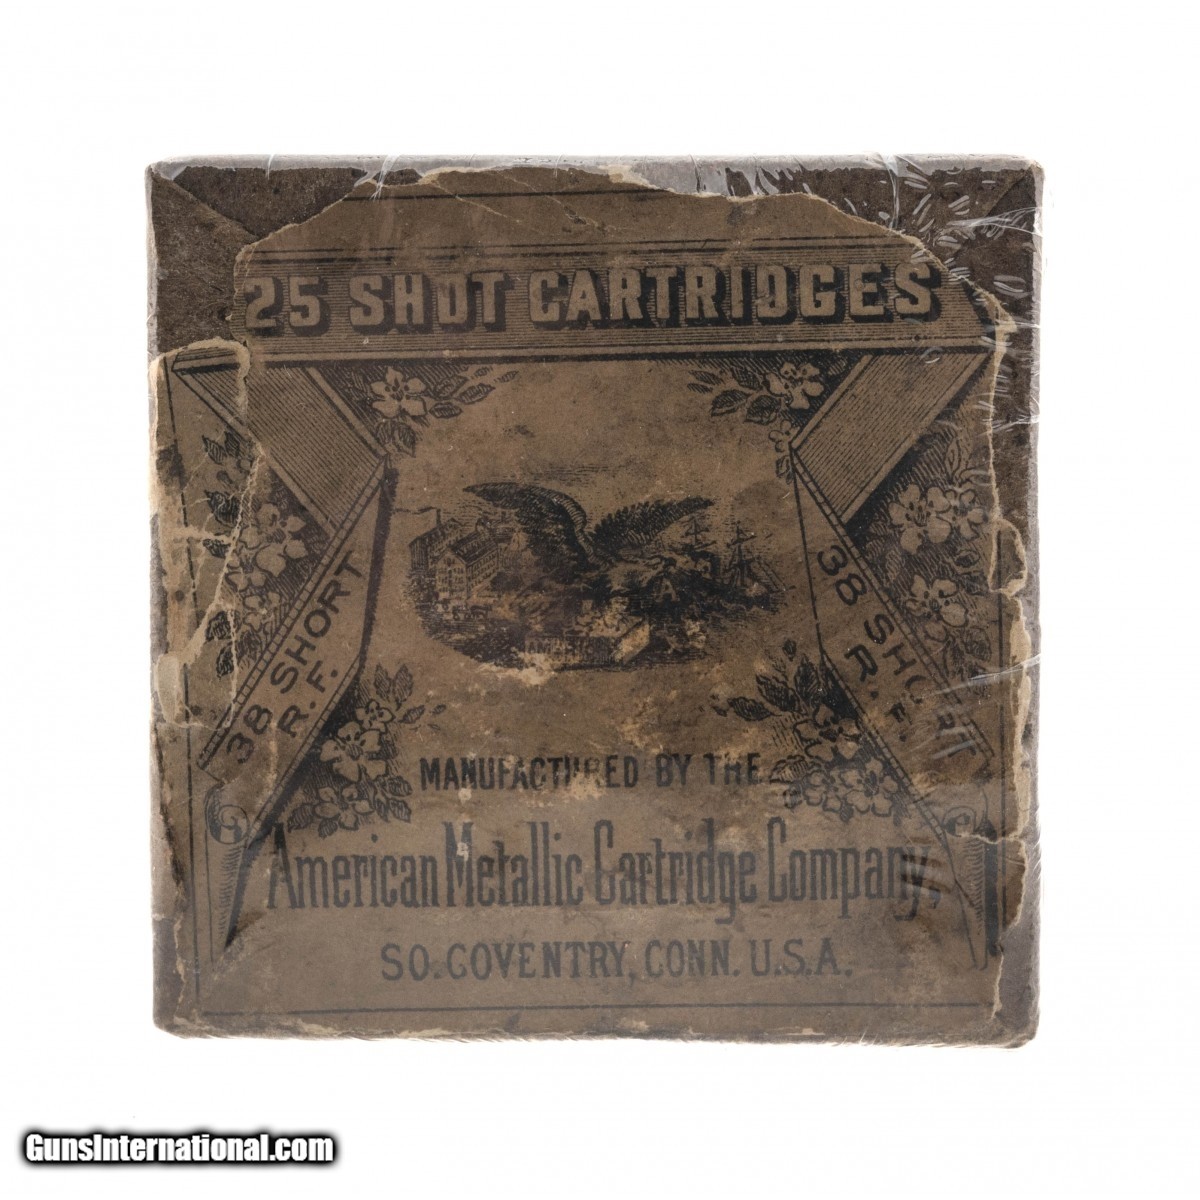 25 SHOT CARTRIDGES
38 SHORT
R.F.
38 SHORT
R.F.
MANUFACTURED BY THE
American Metallic Cartridge Company,
SO. COVENTRY, CONN. U.S.A.
GunsInternational.com